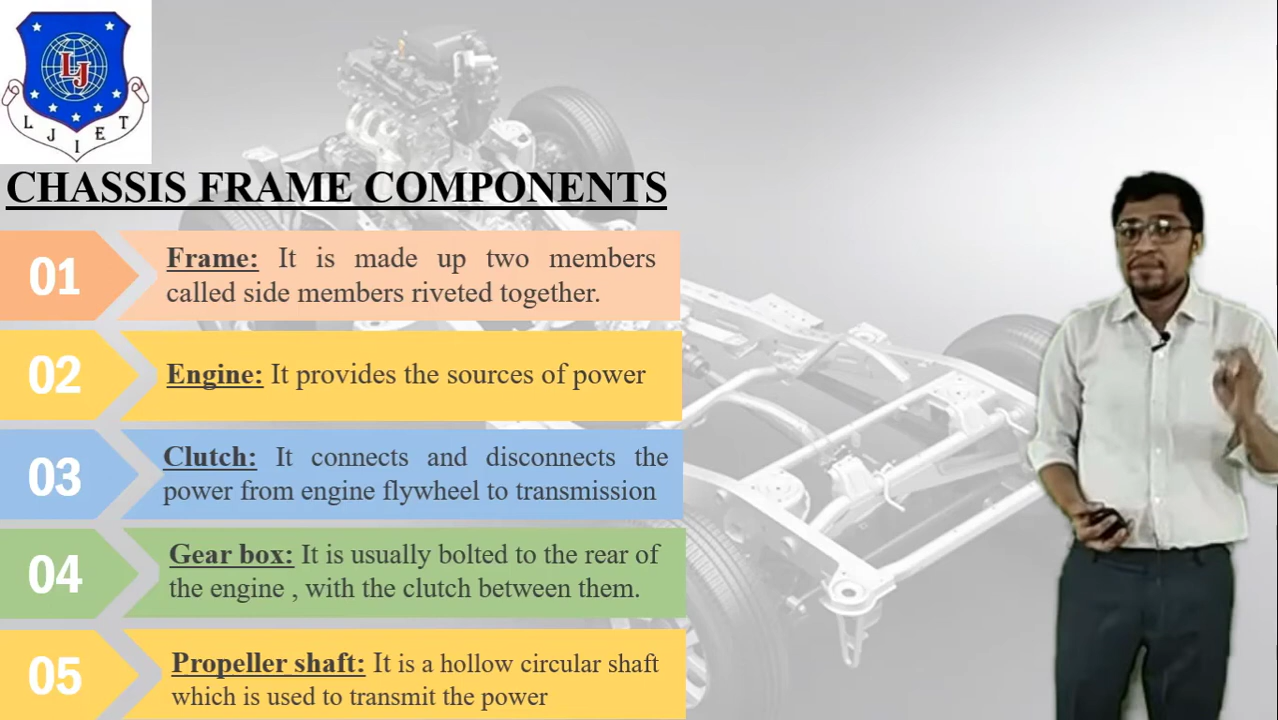 LJ
L J I E T
CHASSIS FRAME COMPONENTS
01
Frame: It is made up two members
called side members riveted together.
02
Engine: It provides the sources of power
03
Clutch: It connects and disconnects the
power from engine flywheel to transmission
04
Gear box: It is usually bolted to the rear of
the engine , with the clutch between them.
05
Propeller shaft: It is a hollow circular shaft
which is used to transmit the power